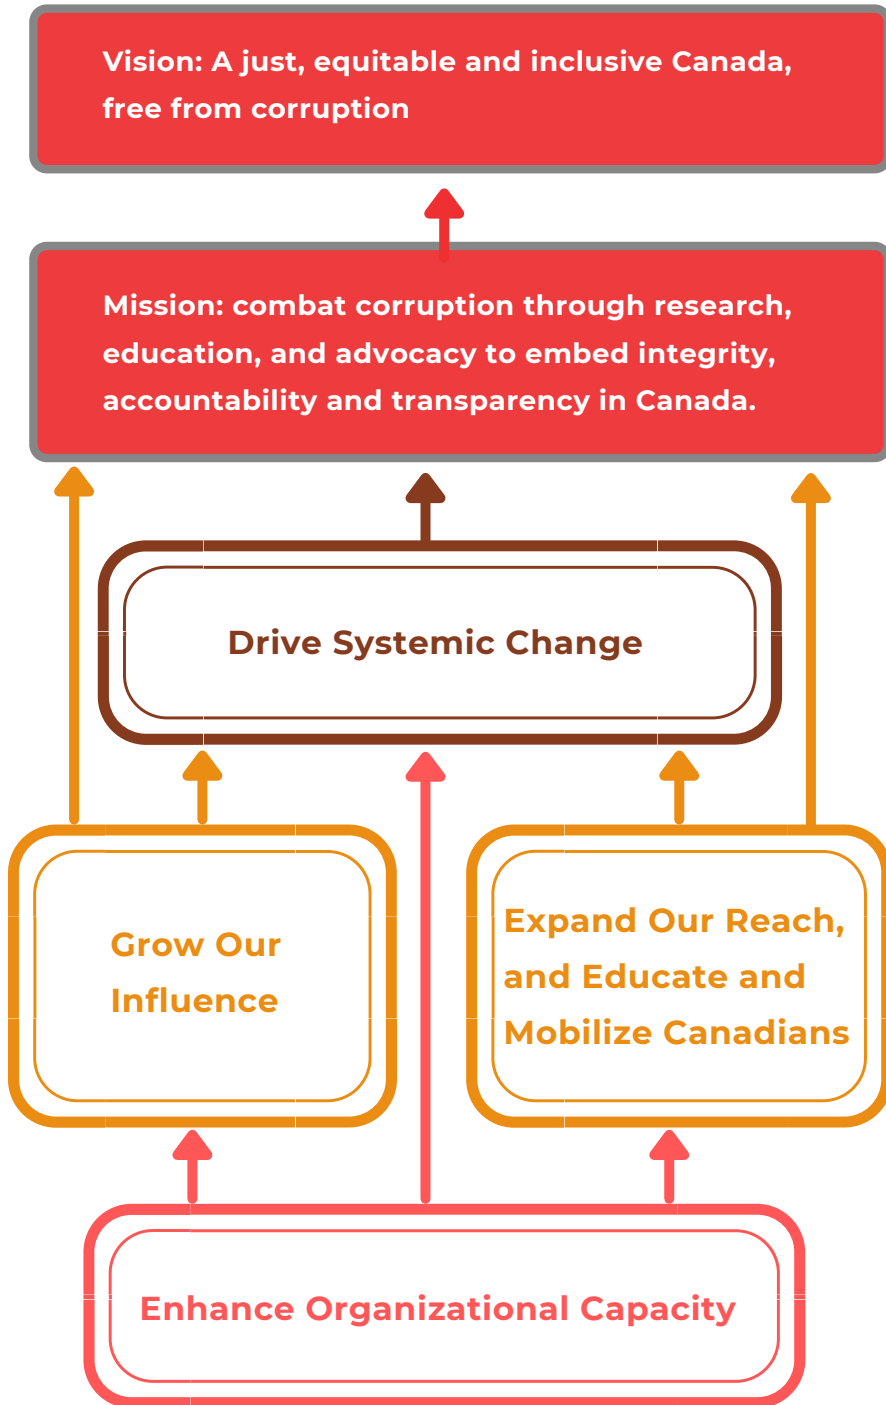 Vision: A just, equitable and inclusive Canada,
free from corruption
Mission: combat corruption through research,
education, and advocacy to embed integrity,
accountability and transparency in Canada.
Drive Systemic Change
Grow Our
Influence
Expand Our Reach,
and Educate and
Mobilize Canadians
Enhance Organizational Capacity